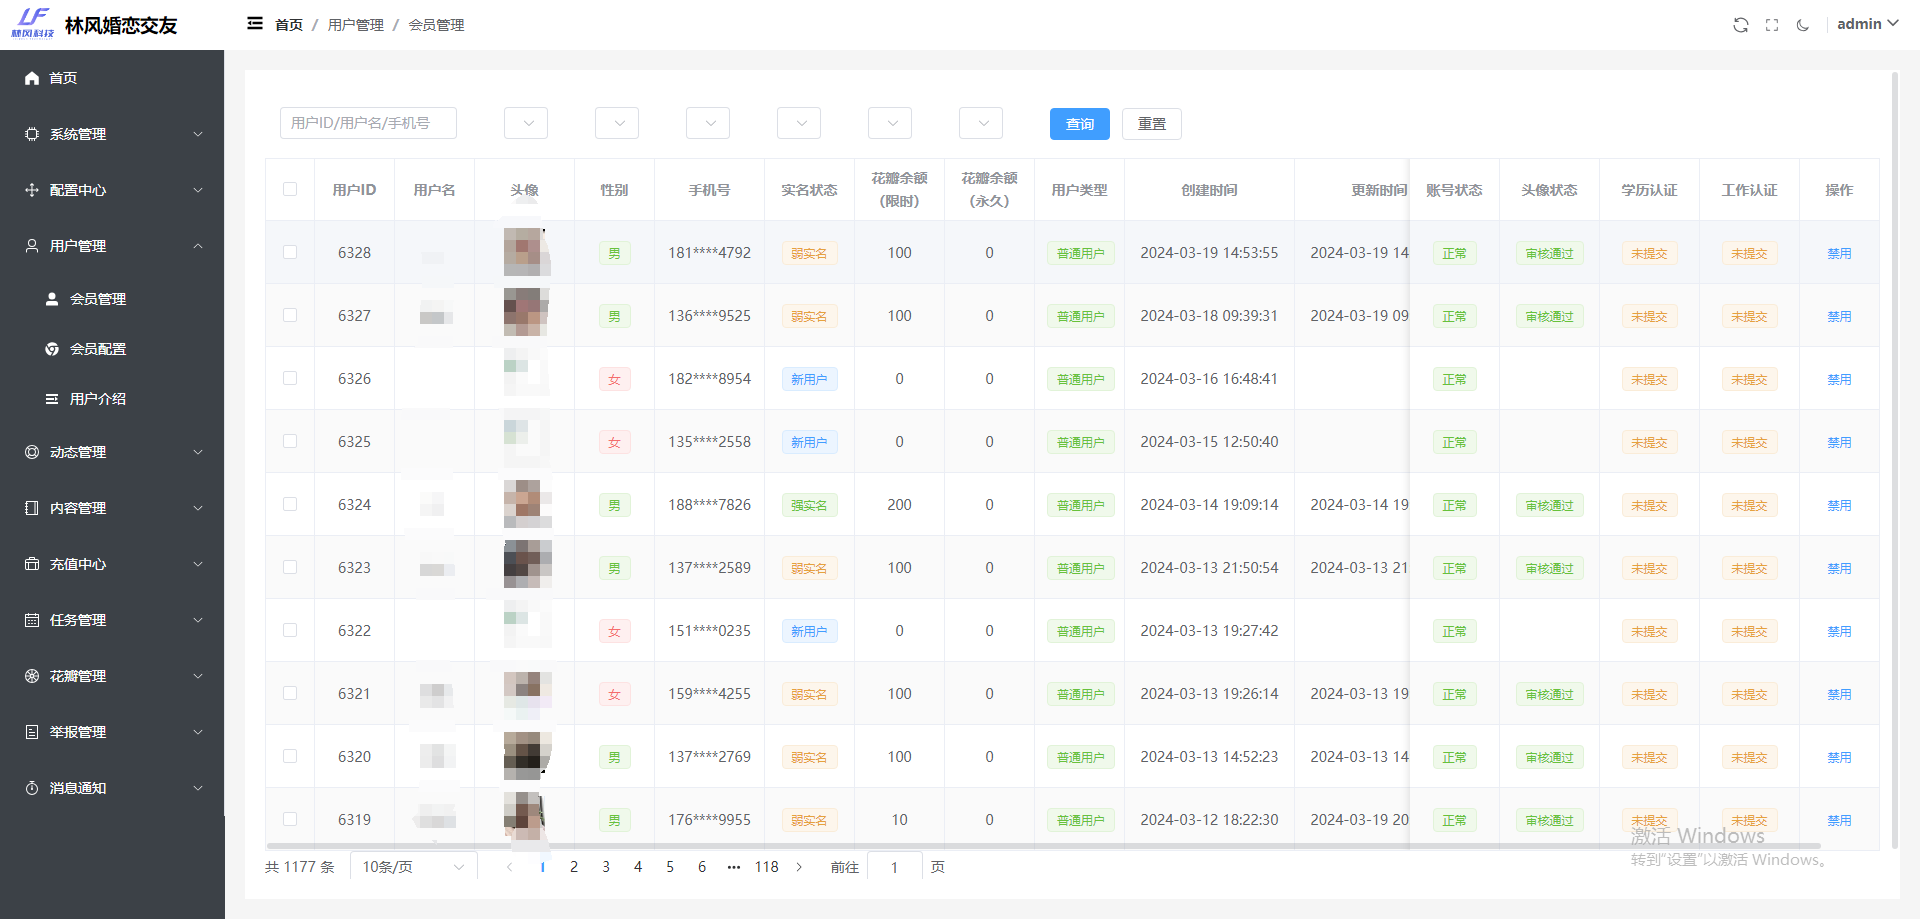 LF
林风科技
林风婚恋交友
首页 / 用户管理 / 会员管理
admin
首页
系统管理
配置中心
用户管理
会员管理
会员配置
用户介绍
动态管理
内容管理
充值中心
任务管理
花瓣管理
举报管理
消息通知
用户ID/用户名/手机号
查询
重置
用户ID 用户名 头像 性别 手机号 实名状态 花瓣余额(限时) 花瓣余额(永久) 用户类型 创建时间 更新时间 账号状态 头像状态 学历认证 工作认证 操作
6328 男 181****4792 弱实名 100 0 普通用户 2024-03-19 14:53:55 2024-03-19 14 正常 审核通过 未提交 未提交 禁用
6327 男 136****9525 弱实名 100 0 普通用户 2024-03-18 09:39:31 2024-03-19 09 正常 审核通过 未提交 未提交 禁用
6326 女 182****8954 新用户 0 0 普通用户 2024-03-16 16:48:41 正常 未提交 未提交 禁用
6325 女 135****2558 新用户 0 0 普通用户 2024-03-15 12:50:40 正常 未提交 未提交 禁用
6324 男 188****7826 强实名 200 0 普通用户 2024-03-14 19:09:14 2024-03-14 19 正常 审核通过 未提交 未提交 禁用
6323 男 137****2589 弱实名 100 0 普通用户 2024-03-13 21:50:54 2024-03-13 21 正常 审核通过 未提交 未提交 禁用
6322 女 151****0235 新用户 0 0 普通用户 2024-03-13 19:27:42 正常 未提交 未提交 禁用
6321 女 159****4255 弱实名 100 0 普通用户 2024-03-13 19:26:14 2024-03-13 19 正常 审核通过 未提交 未提交 禁用
6320 男 137****2769 弱实名 100 0 普通用户 2024-03-13 14:52:23 2024-03-13 14 正常 审核通过 未提交 未提交 禁用
6319 男 176****9955 弱实名 10 0 普通用户 2024-03-12 18:22:30 2024-03-19 20 正常 审核通过 未提交 未提交 禁用
共 1177 条 10条/页 1 2 3 4 5 6 ••• 118 前往 1 页
激活 Windows
转到"设置"以激活 Windows。